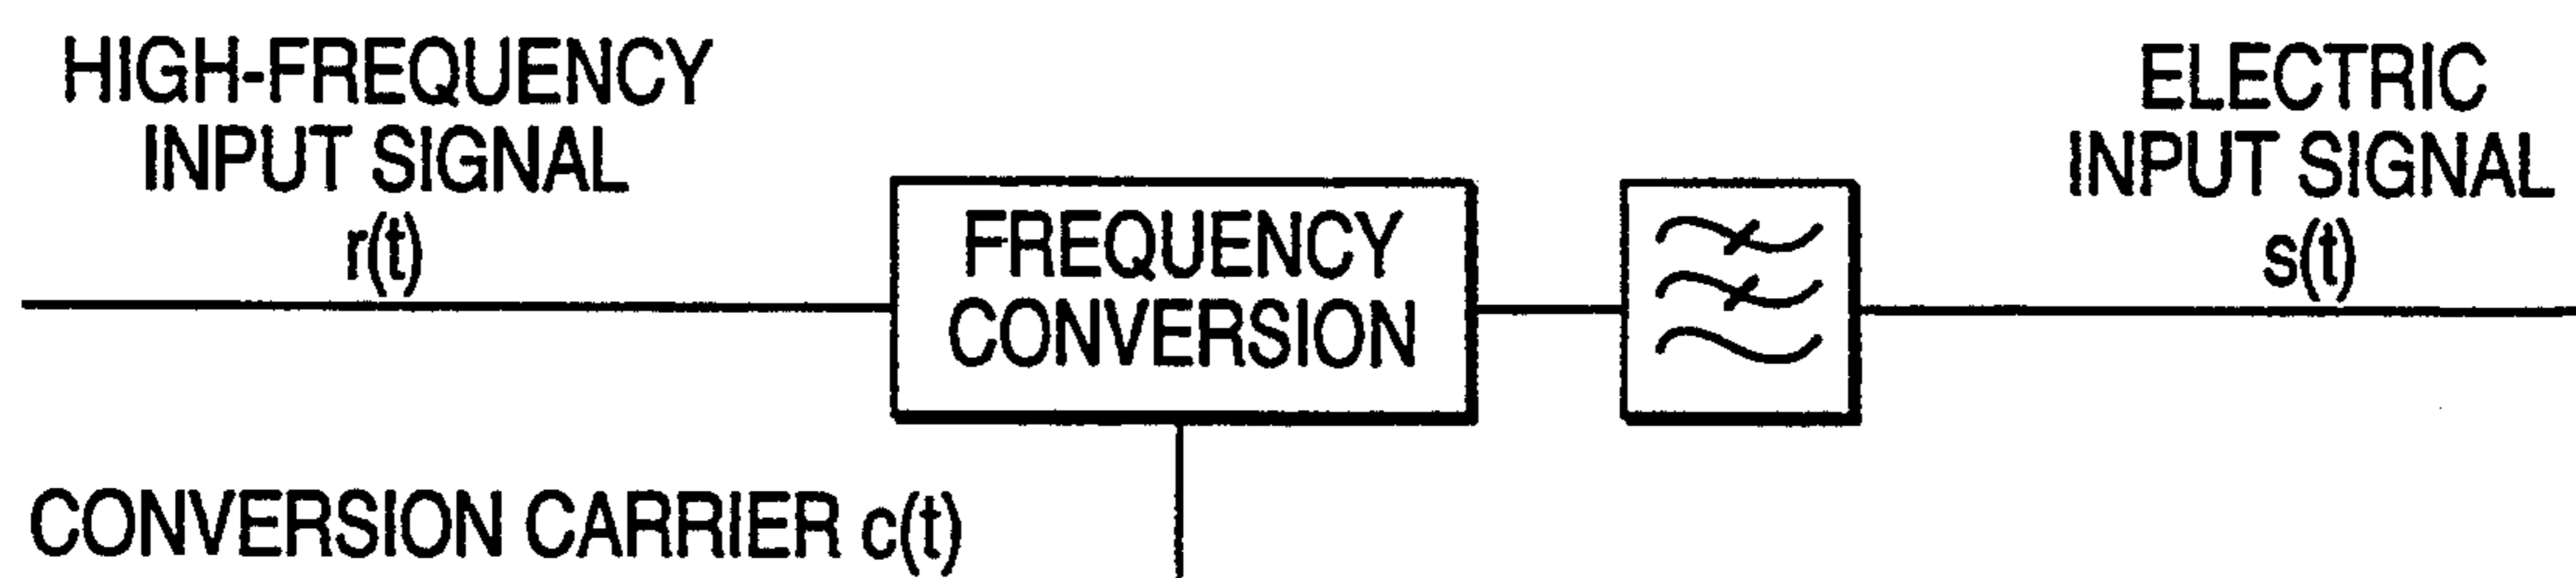 HIGH-FREQUENCY
INPUT SIGNAL
r(t)
FREQUENCY
CONVERSION
ELECTRIC
INPUT SIGNAL
s(t)
CONVERSION CARRIER c(t)